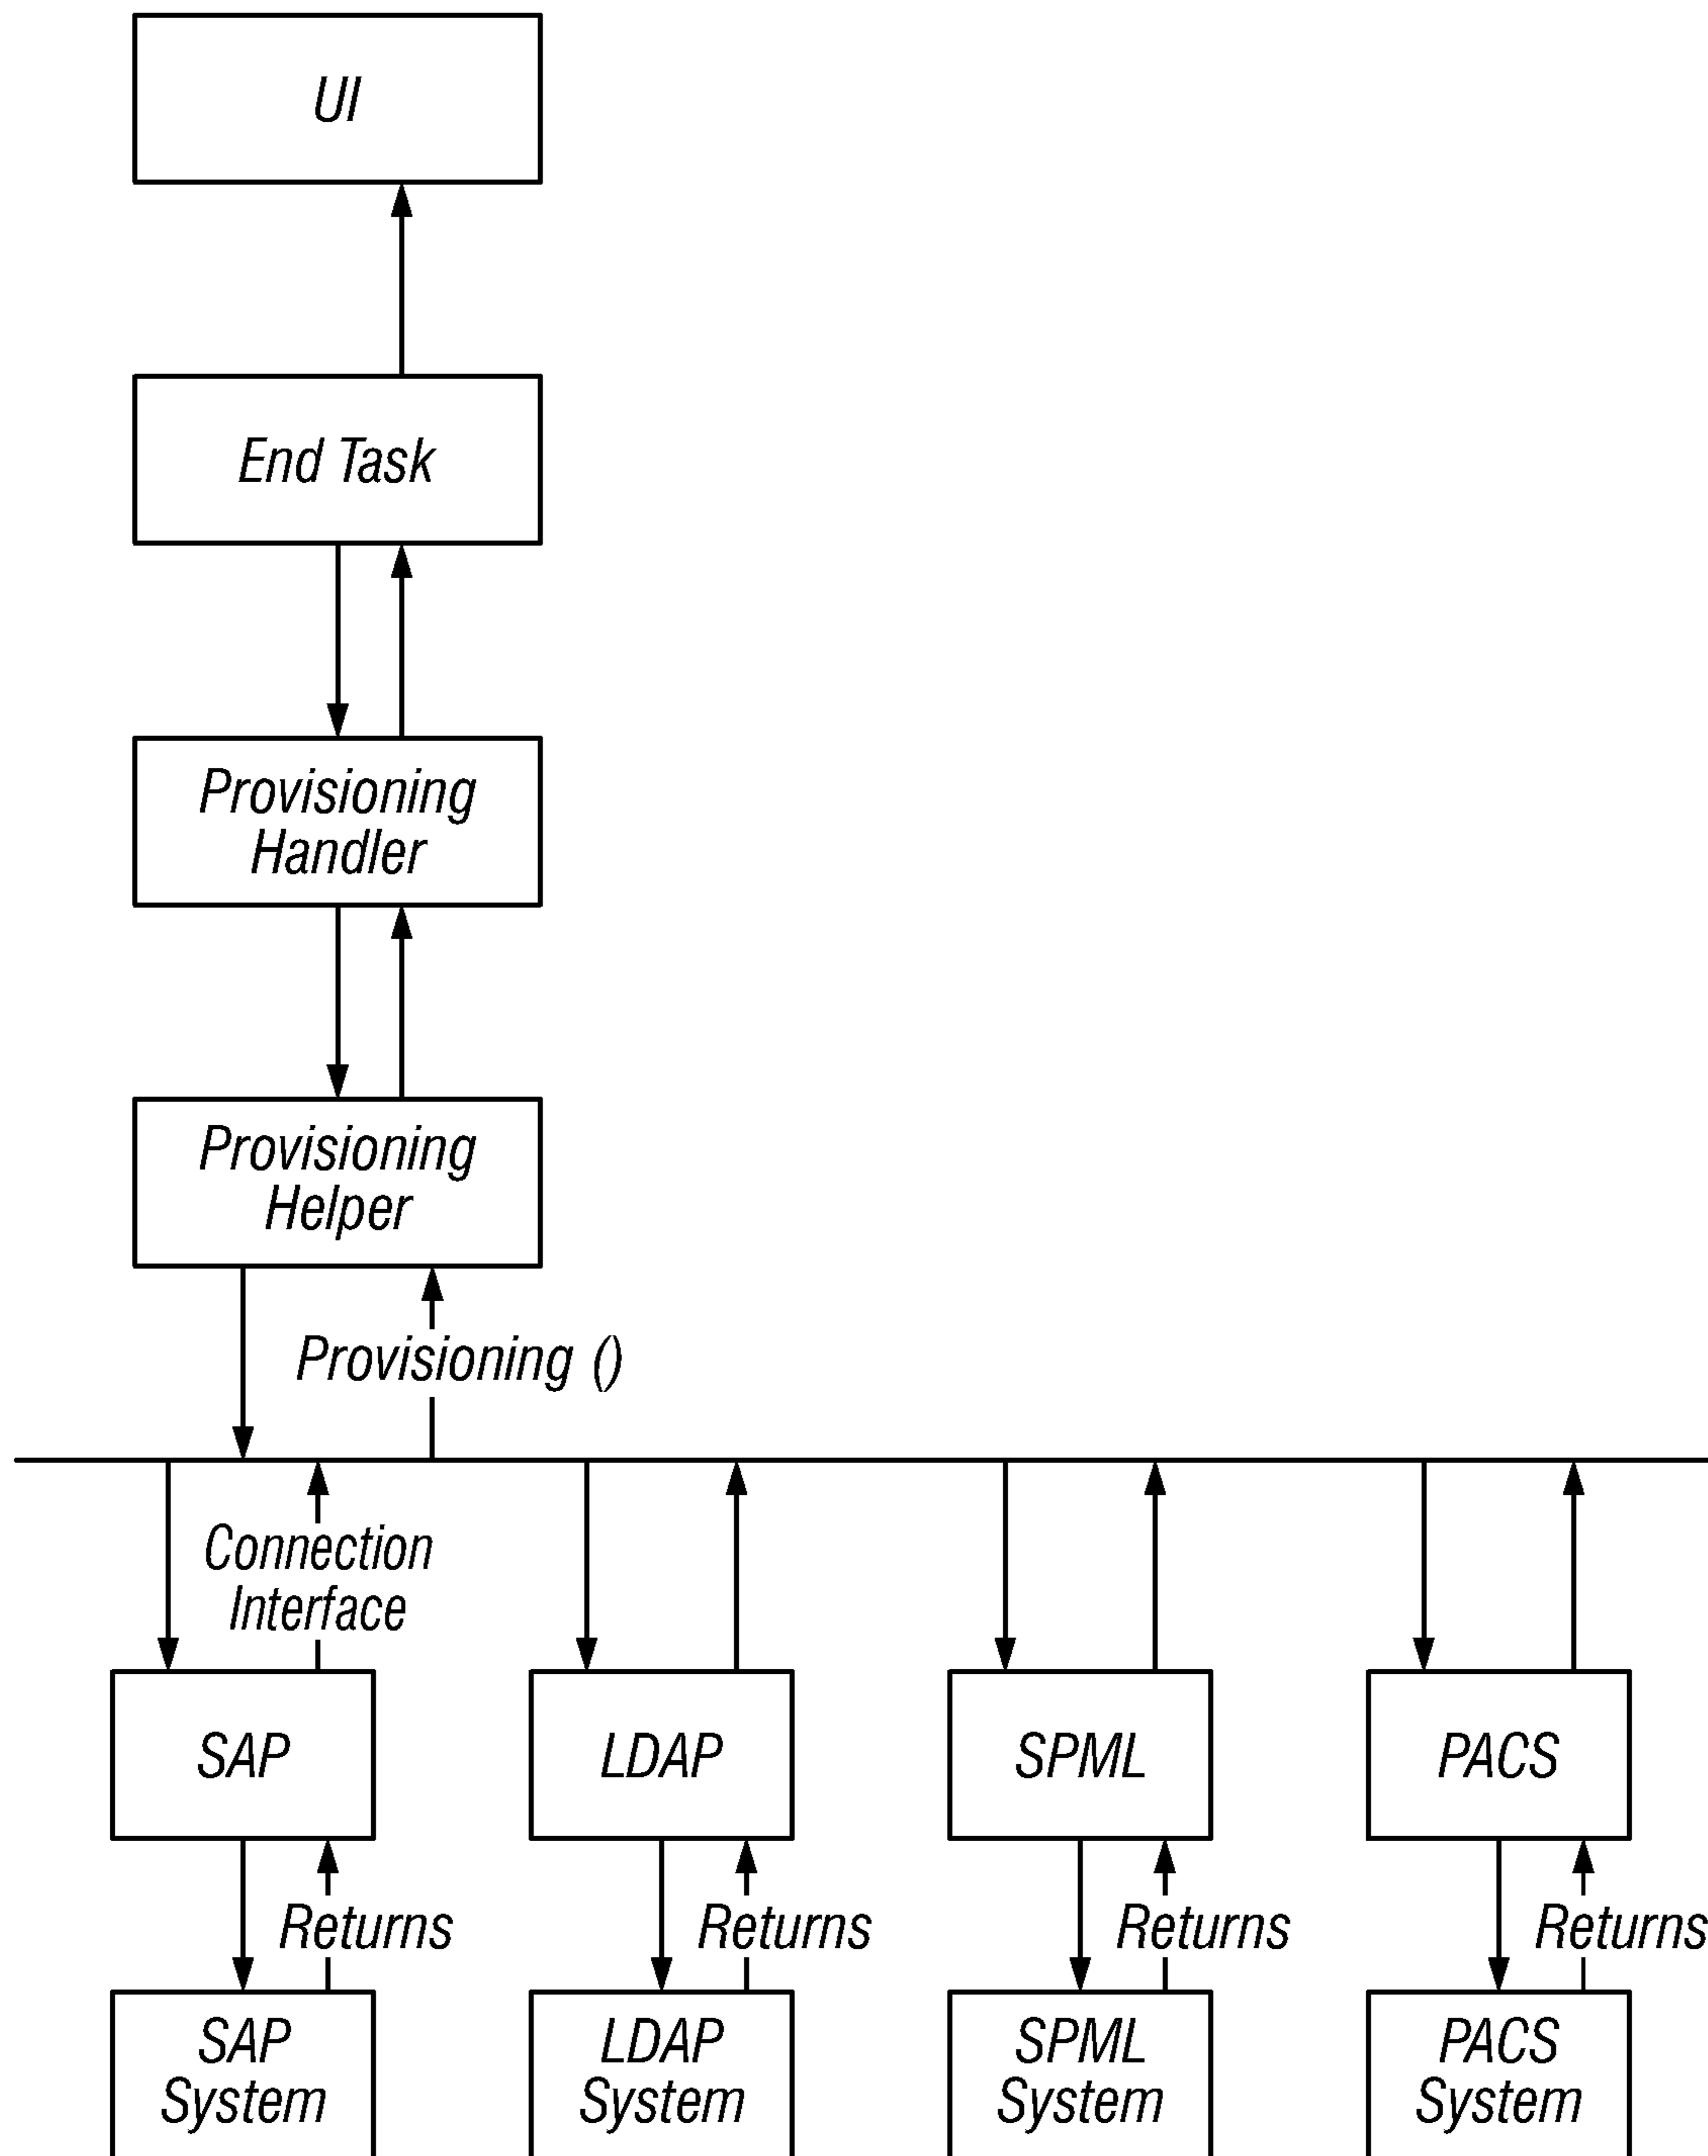 UI
End Task
Provisioning
Handler
Provisioning
Helper
Provisioning ()
Connection
Interface
SAP
LDAP
SPML
PACS
Returns
Returns
Returns
Returns
SAP
System
LDAP
System
SPML
System
PACS
System